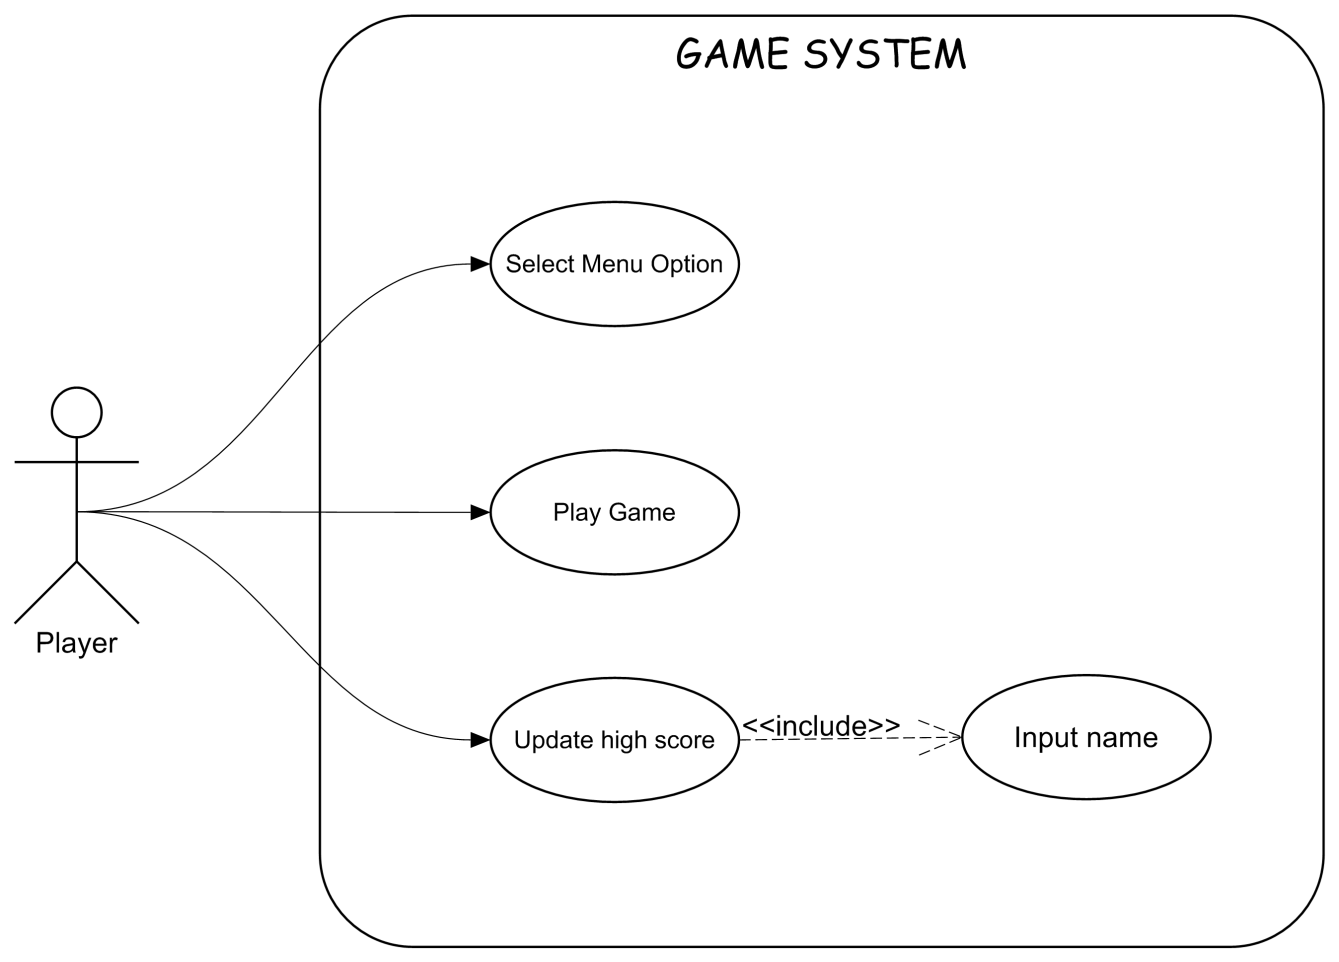 GAME SYSTEM
Select Menu Option
Play Game
Player
Update high score
<<include>>
Input name